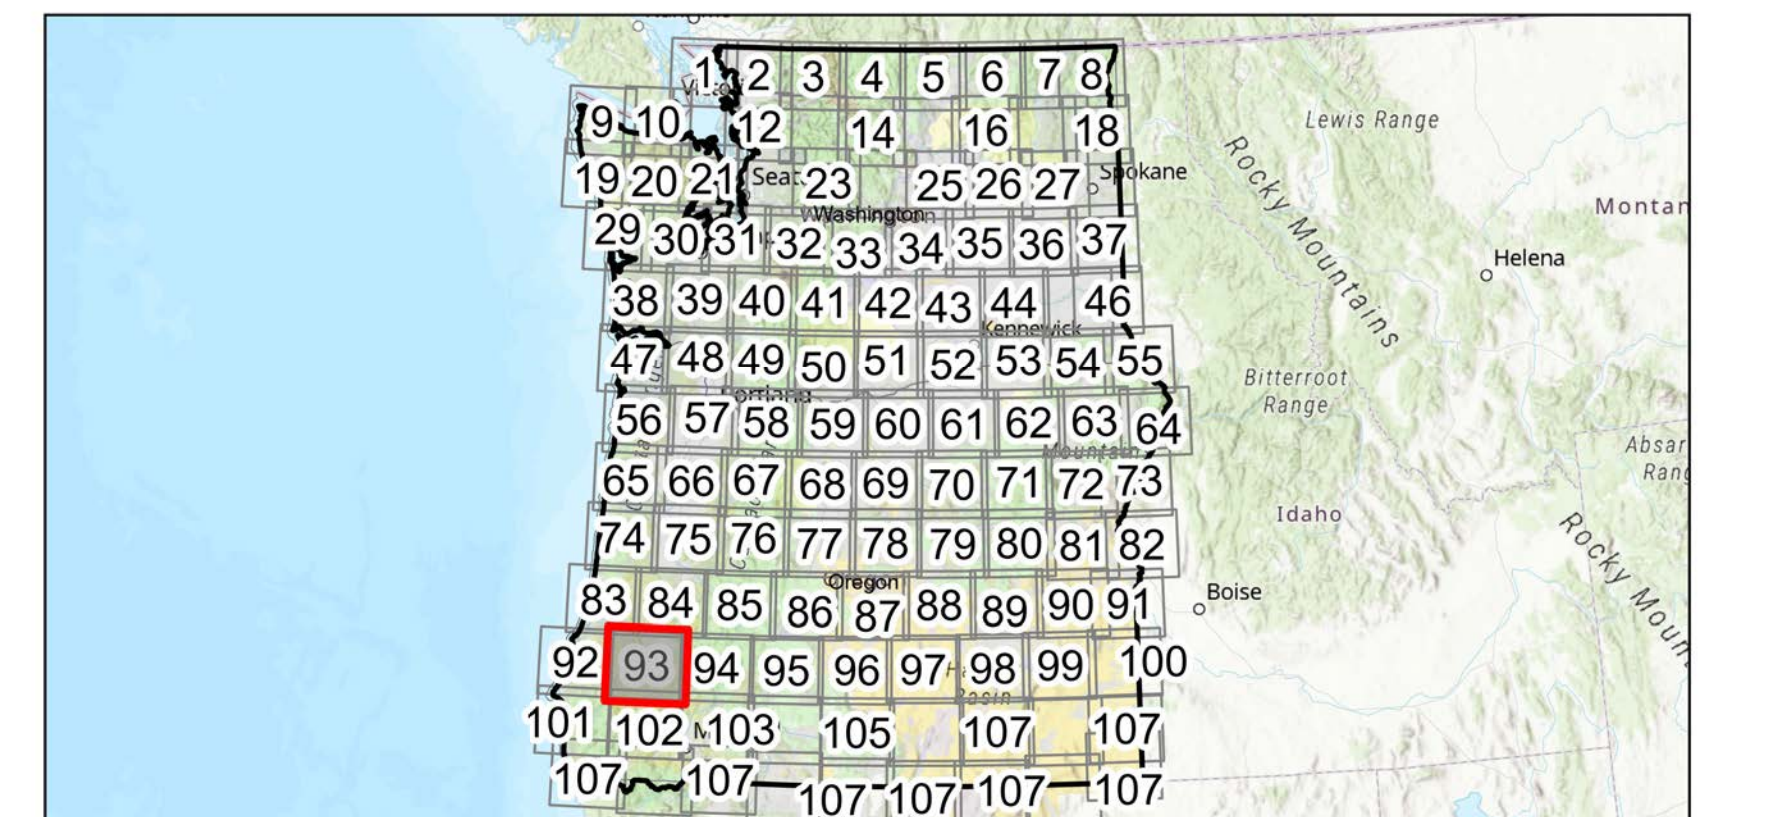 1 2 3 4 5 6 7 8
Lewis Range
9 10 12 14 16 18
Rocky Mountains
19 20 21 Seat 23 25 26 27 Spokane
Montan
Washington
29 30 31 32 33 34 35 36 37
Helena
38 39 40 41 42 43 44 46
Kennewick
47 48 49 50 51 52 53 54 55
Bitterroot
Range
Portland
56 57 58 59 60 61 62 63 64
Mountain
Absar
Rang
65 66 67 68 69 70 71 72 73
Idaho
Rocky Moun
74 75 76 77 78 79 80 81 82
Oregon
83 84 85 86 87 88 89 90 91
Boise
92 93 94 95 96 97 98 99 100
Basin
101 102 M 103 105 107 107
107 107 107 107 107 107